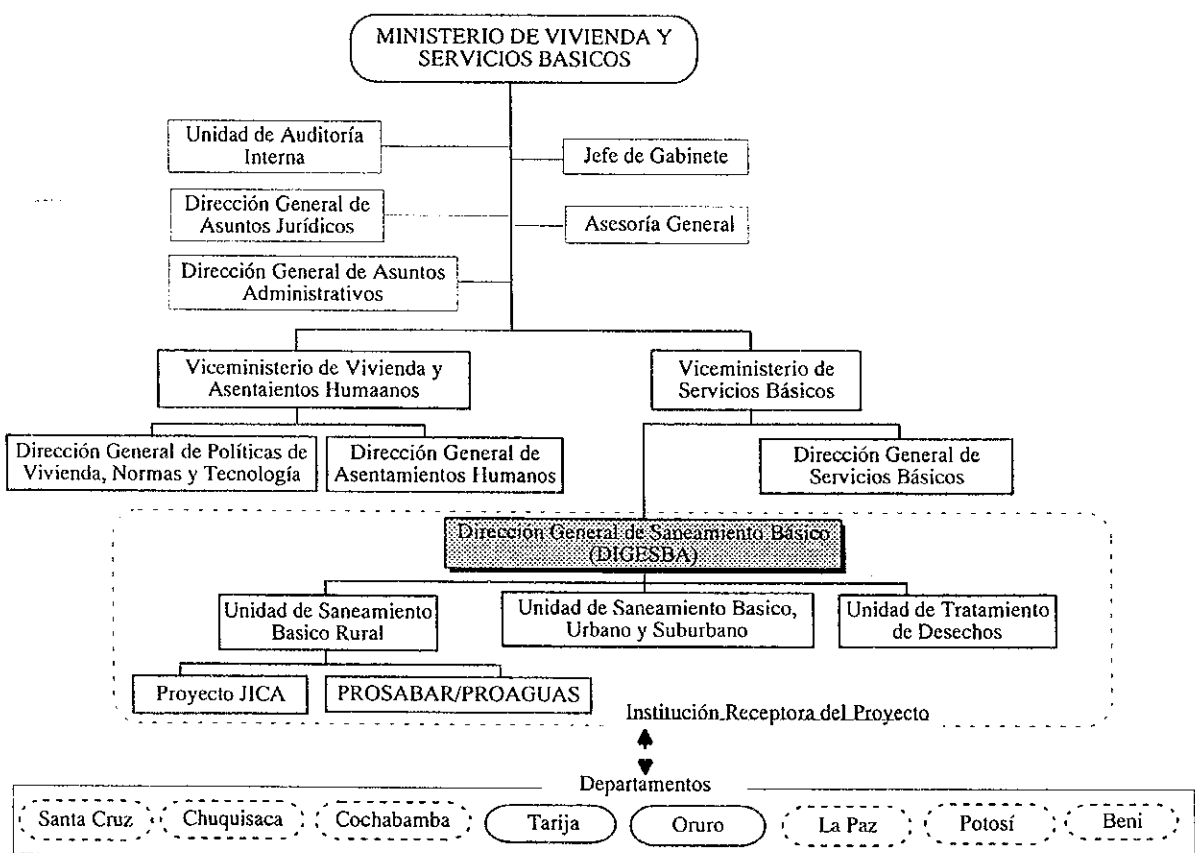 MINISTERIO DE VIVIENDA Y
SERVICIOS BASICOS
Unidad de Auditoría
Interna
Jefe de Gabinete
Dirección General de
Asuntos Jurídicos
Asesoría General
Dirección General de Asuntos
Administrativos
Viceministerio de Vivienda y
Asentaientos Humaanos
Viceministerio de
Servicios Básicos
Dirección General de Políticas de
Vivienda, Normas y Tecnología
Dirección General de
Asentamientos Humanos
Dirección General de
Servicios Básicos
Dirección General de Saneamiento Básico
(DIGESBA)
Unidad de Saneamiento
Basico Rural
Unidad de Saneamiento Basico,
Urbano y Suburbano
Unidad de Tratamiento
de Desechos
Proyecto JICA
PROSABAR/PROAGUAS
Institución Receptora del Proyecto
Departamentos
Santa Cruz
Chuquisaca
Cochabamba
Tarija
Oruro
La Paz
Potosí
Beni